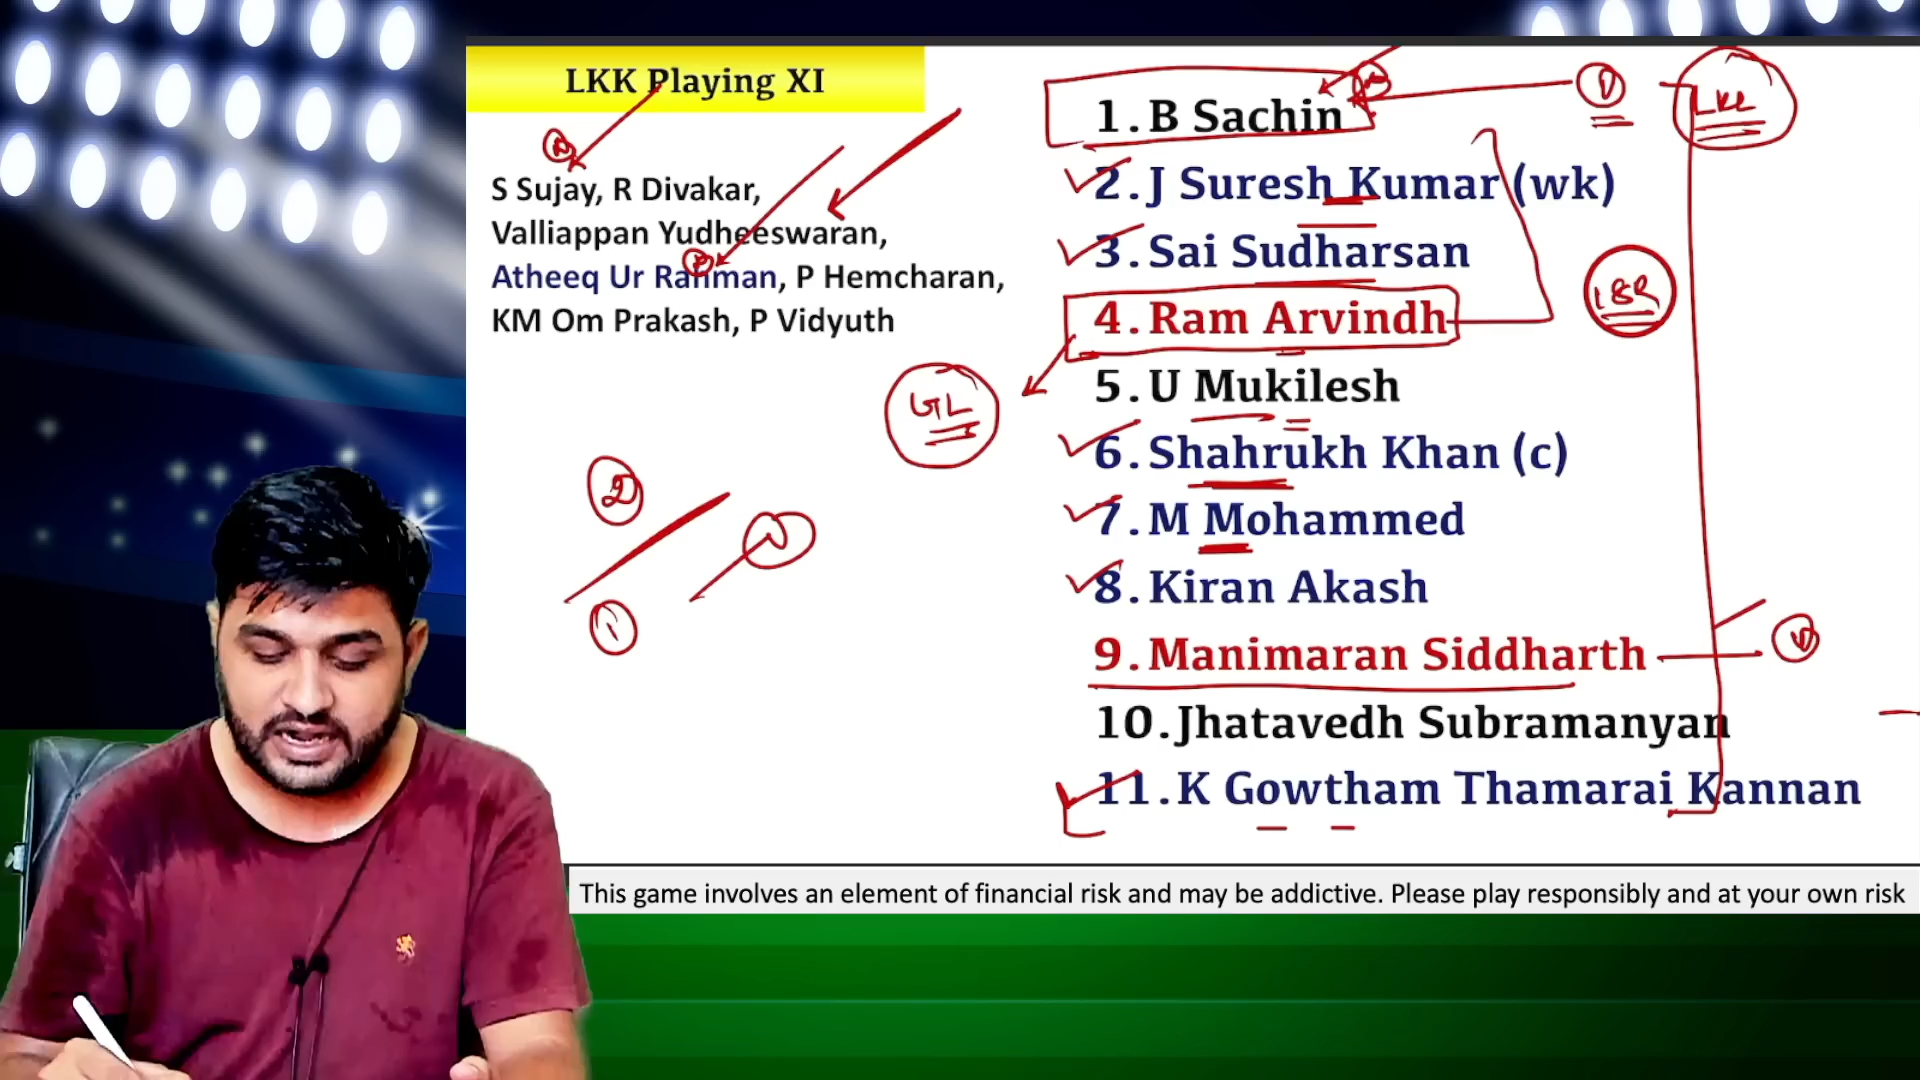 LKK Playing XI
S Sujay, R Divakar,
Valliappan Yudheeswaran,
Atheeq Ur Rahman, P Hemcharan,
KM Om Prakash, P Vidyuth
1. B Sachin
2. J Suresh Kumar (wk)
3. Sai Sudharsan
4. Ram Arvindh
5. U Mukilesh
6. Shahrukh Khan (c)
7. M Mohammed
8. Kiran Akash
9. Manimaran Siddharth
10. Jhatavedh Subramanyan
11. K Gowtham Thamarai Kannan
GL
2
1
This game involves an element of financial risk and may be addictive. Please play responsibly and at your own risk